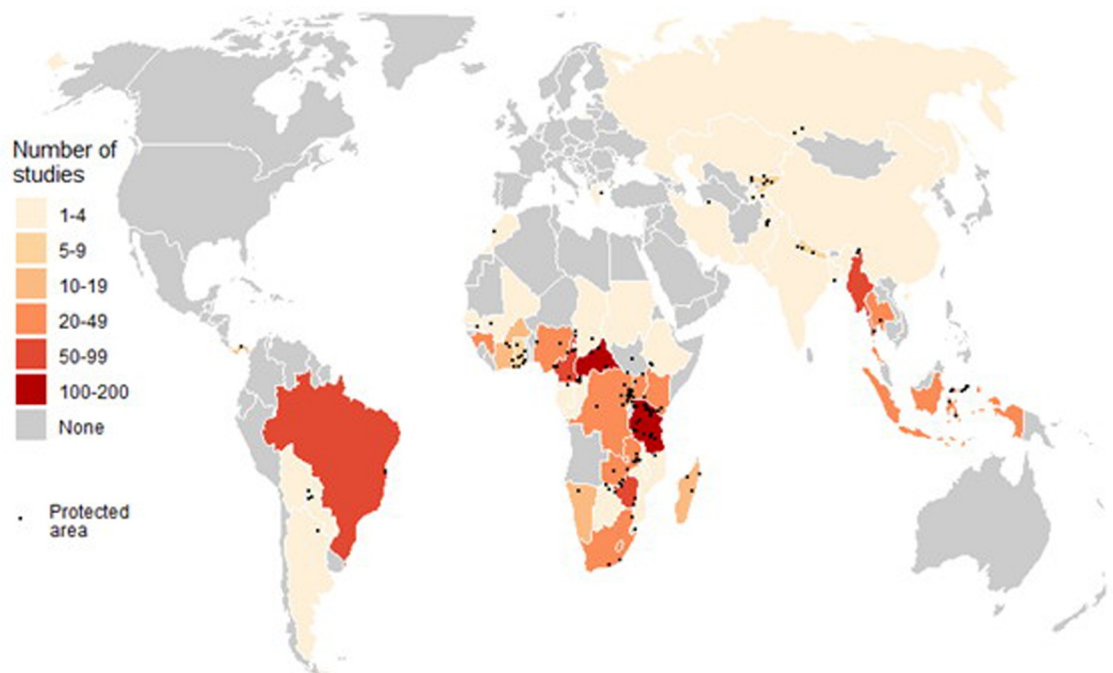 Number of
studies
1-4
5-9
10-19
20-49
50-99
100-200
None
Protected
area